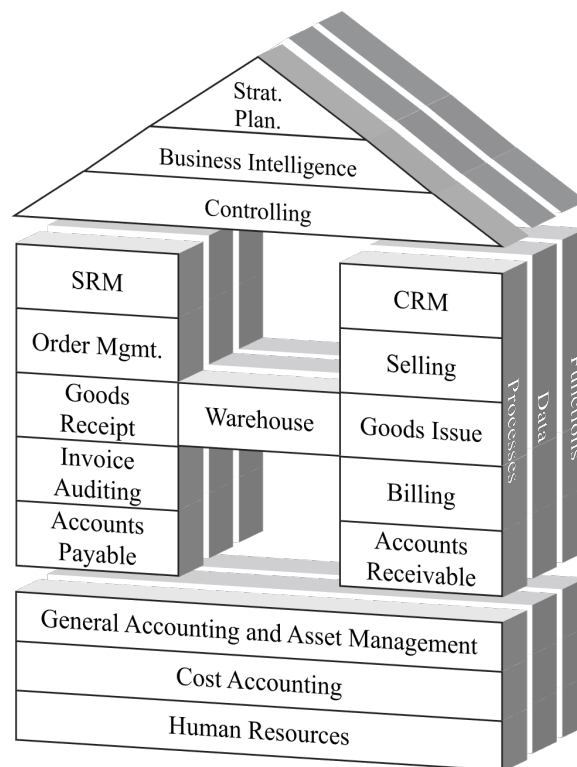 Strat.
Plan.
Business Intelligence
Controlling
SRM
Order Mgmt.
Goods
Receipt
Invoice
Auditing
Accounts
Payable
Warehouse
CRM
Selling
Goods Issue
Billing
Accounts
Receivable
Processes
Data
Functions
General Accounting and Asset Management
Cost Accounting
Human Resources